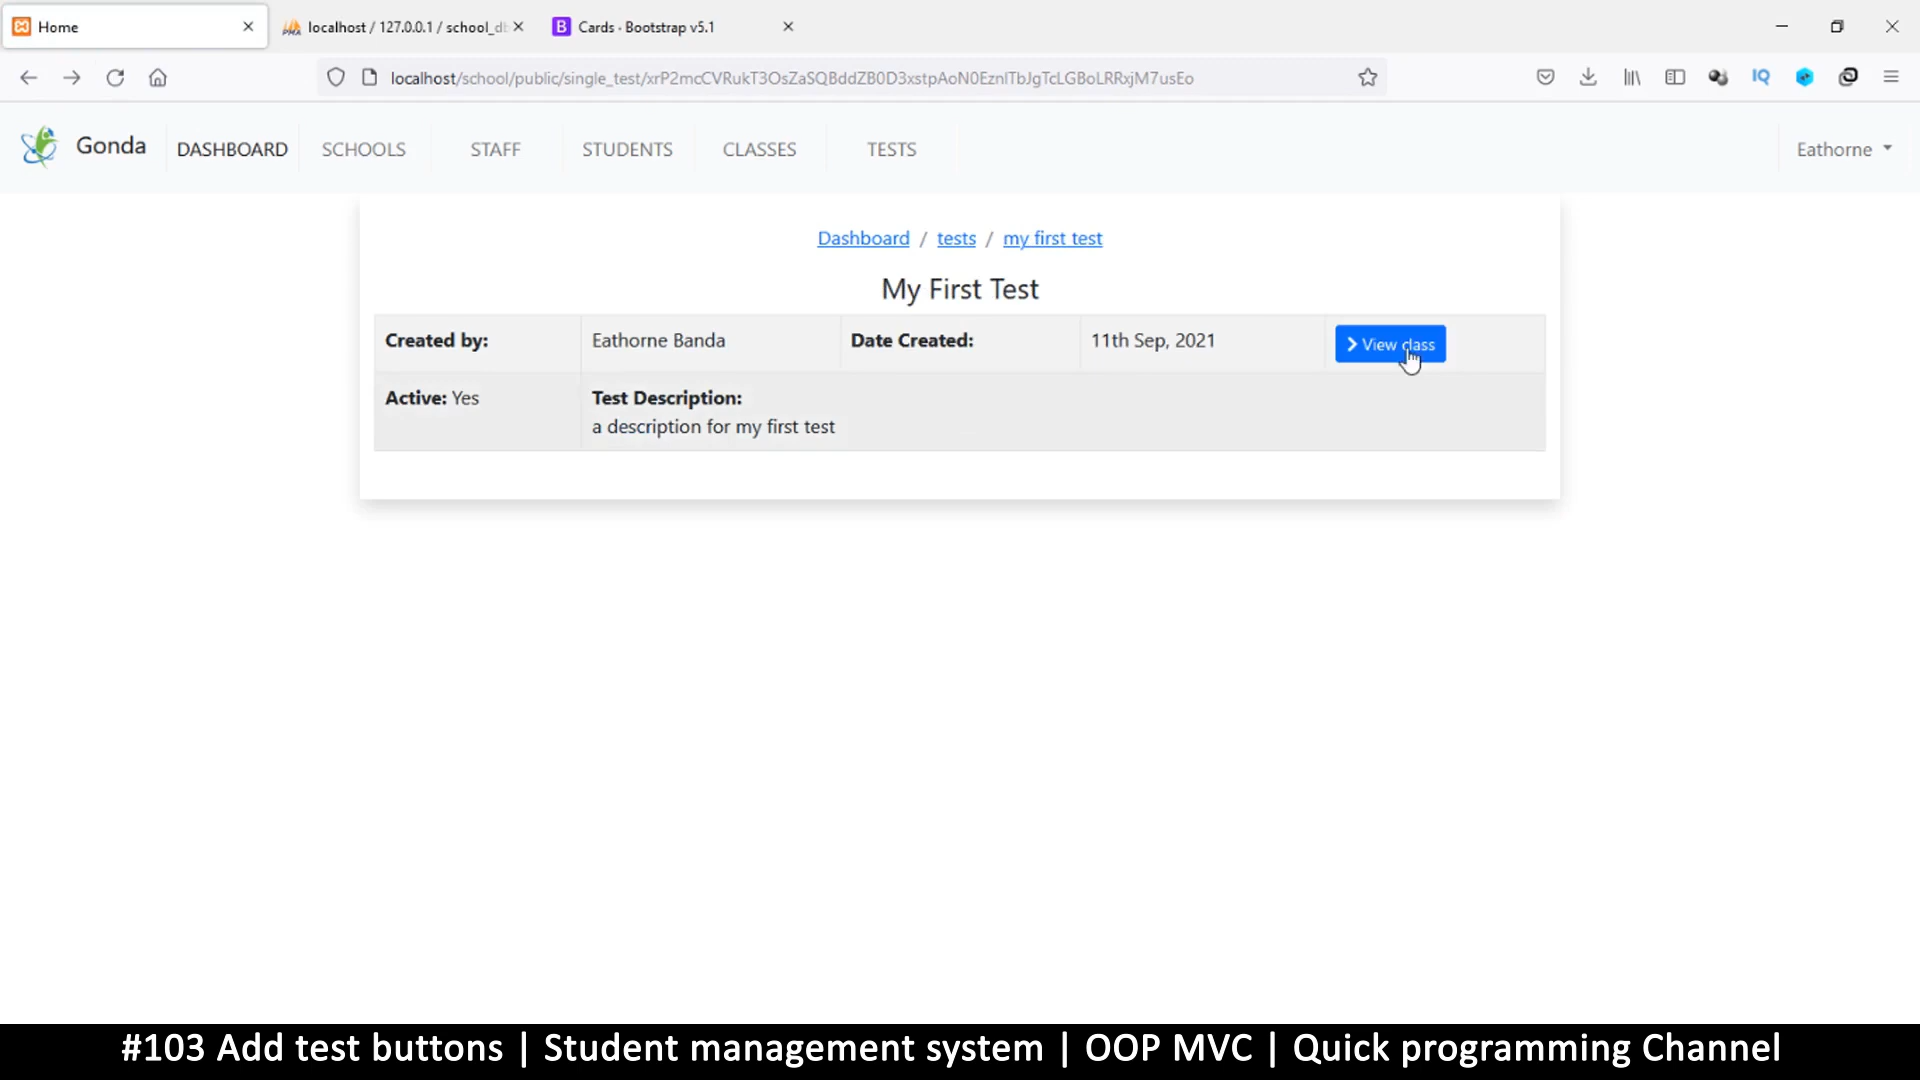 Home
localhost / 127.0.0.1 / school_db
B Cards · Bootstrap v5.1
localhost/school/public/single_test/xrP2mcCVRukT3OsZaSQBddZB0D3xstpAoN0EznlTbJgTcLGBoLRRxjM7usEo
IQ
Gonda DASHBOARD SCHOOLS STAFF STUDENTS CLASSES TESTS Eathorne
Dashboard / tests / my first test
My First Test
Created by: Eathorne Banda Date Created: 11th Sep, 2021 View class
Active: Yes Test Description:
a description for my first test
#103 Add test buttons | Student management system | OOP MVC | Quick programming Channel